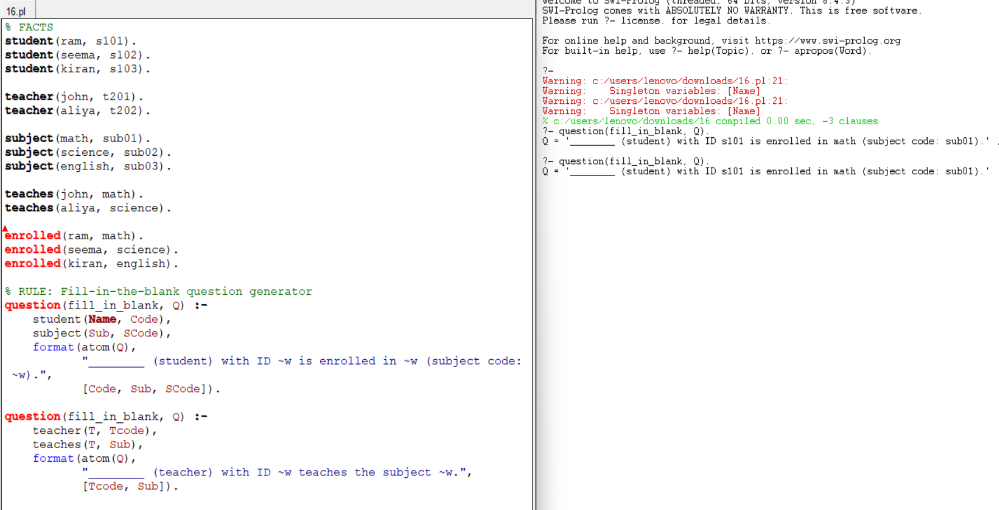 16.pl
% FACTS
student(ram, s101).
student(seema, s102).
student(kiran, s103).
teacher(john, t201).
teacher(aliya, t202).
subject(math, sub01).
subject(science, sub02).
subject(english, sub03).
teaches(john, math).
teaches(aliya, science).
enrolled(ram, math).
enrolled(seema, science).
enrolled(kiran, english).
% RULE: Fill-in-the-blank question generator
question(fill_in_blank, Q) :-
student(Name, Code),
subject(Sub, SCode),
format(atom(Q),
"________ (student) with ID ~w is enrolled in ~w (subject code:
~w).",
[Code, Sub, SCode]).
question(fill_in_blank, Q) :-
teacher(T, Tcode),
teaches(T, Sub),
format(atom(Q),
"________ (teacher) with ID ~w teaches the subject ~w.",
[Tcode, Sub]).
Welcome to SWI-Prolog (threaded, 64 bits, version 8.4.3)
SWI-Prolog comes with ABSOLUTELY NO WARRANTY. This is free software.
Please run ?- license. for legal details.
For online help and background, visit https://www.swi-prolog.org
For built-in help, use ?- help(Topic). or ?- apropos(Word).
?-
Warning: c:/users/lenovo/downloads/16.pl:21:
Warning:    Singleton variables: [Name]
Warning: c:/users/lenovo/downloads/16.pl:21:
Warning:    Singleton variables: [Name]
% c:/users/lenovo/downloads/16 compiled 0.00 sec, -3 clauses
?- question(fill_in_blank, Q).
Q = '________ (student) with ID s101 is enrolled in math (subject code: sub01).' ,
?- question(fill_in_blank, Q).
Q = '________ (student) with ID s101 is enrolled in math (subject code: sub01).'